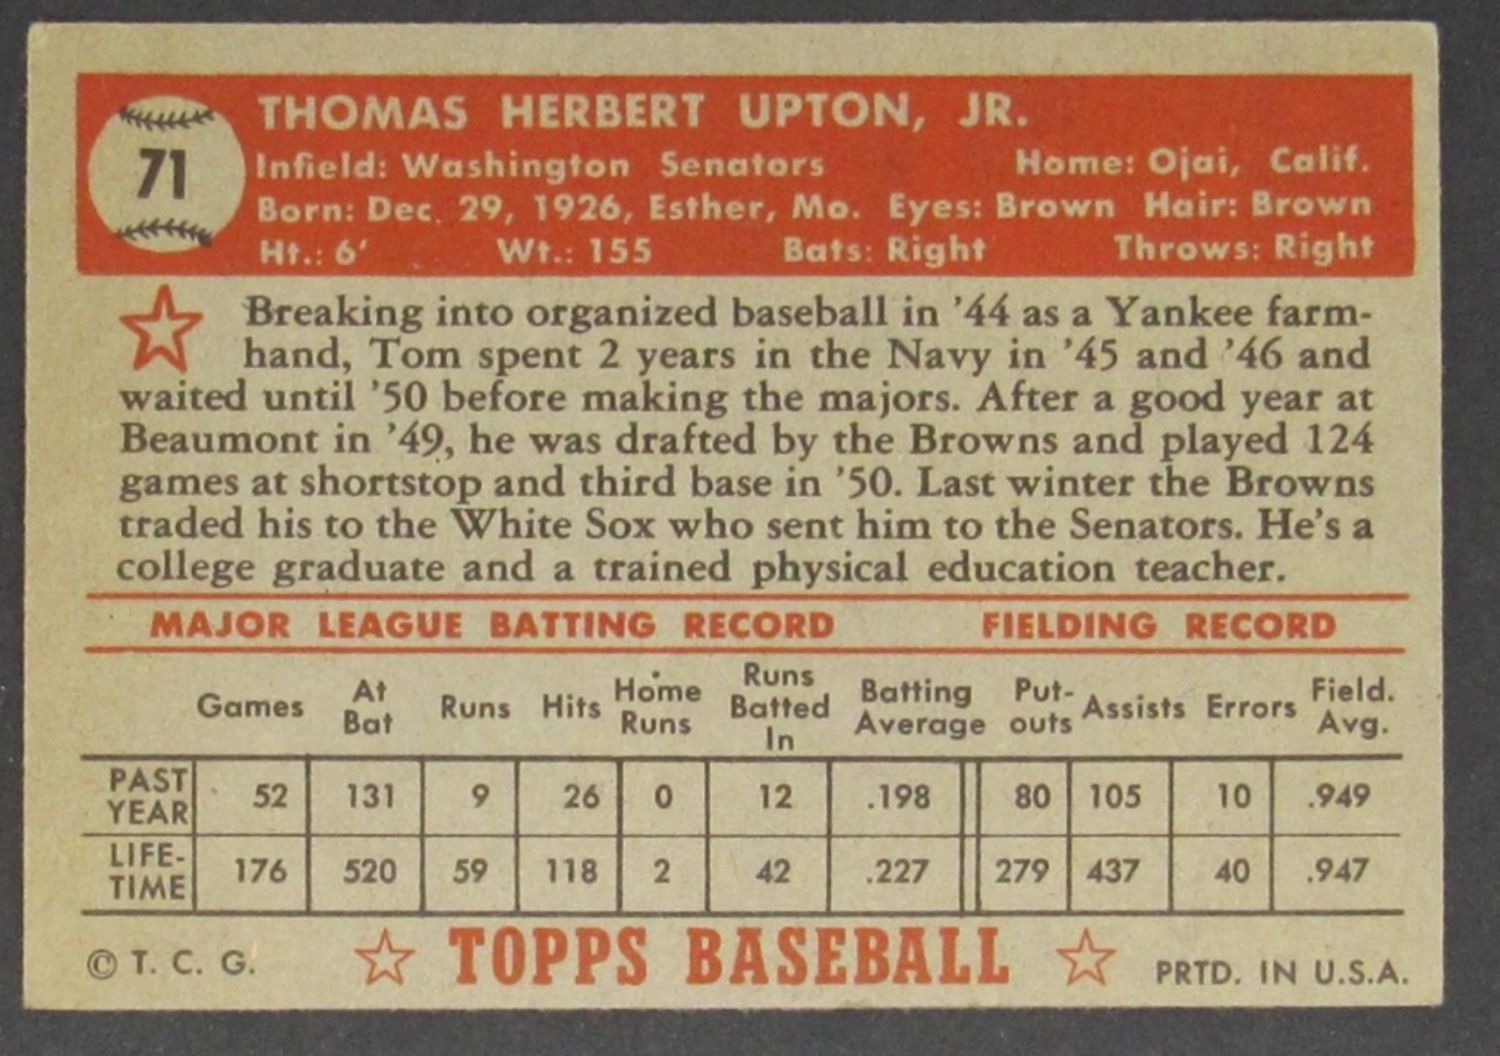 THOMAS HERBERT UPTON, JR.
71
Infield: Washington Senators Home: Ojai, Calif.
Born: Dec. 29, 1926, Esther, Mo. Eyes: Brown Hair: Brown
Ht.: 6' Wt.: 155 Bats: Right Throws: Right
Breaking into organized baseball in '44 as a Yankee farm-
hand, Tom spent 2 years in the Navy in '45 and '46 and
waited until '50 before making the majors. After a good year at
Beaumont in '49, he was drafted by the Browns and played 124
games at shortstop and third base in '50. Last winter the Browns
traded his to the White Sox who sent him to the Senators. He's a
college graduate and a trained physical education teacher.
MAJOR LEAGUE BATTING RECORD FIELDING RECORD
Games At Bat Runs Hits Home Runs Runs Batted In Batting Average Put-outs Assists Errors Field. Avg.
PAST YEAR 52 131 9 26 0 12 .198 80 105 10 .949
LIFE-TIME 176 520 59 118 2 42 .227 279 437 40 .947
© T. C. G. TOPPS BASEBALL PRTD. IN U.S.A.